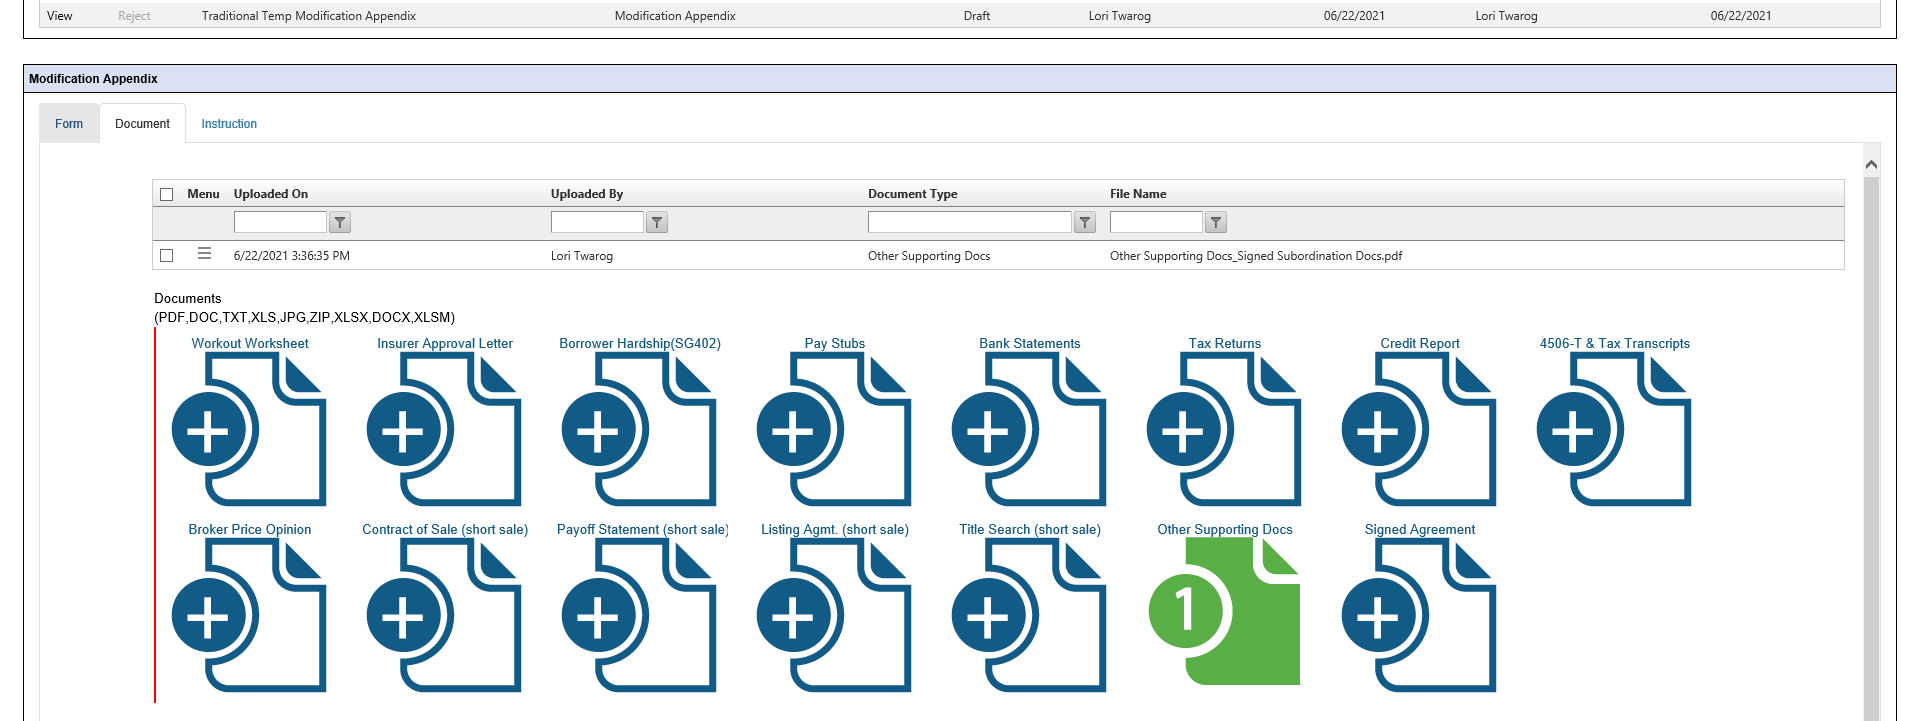 View Reject Traditional Temp Modification Appendix Modification Appendix Draft Lori Twarog 06/22/2021 Lori Twarog 06/22/2021
Modification Appendix
Form Document Instruction
Menu Uploaded On Uploaded By Document Type File Name
6/22/2021 3:36:35 PM Lori Twarog Other Supporting Docs Other Supporting Docs_Signed Subordination Docs.pdf
Documents
(PDF,DOC,TXT,XLS,JPG,ZIP,XLSX,DOCX,XLSM)
Workout Worksheet Insurer Approval Letter Borrower Hardship(SG402) Pay Stubs Bank Statements Tax Returns Credit Report 4506-T & Tax Transcripts
Broker Price Opinion Contract of Sale (short sale) Payoff Statement (short sale) Listing Agmt. (short sale) Title Search (short sale) Other Supporting Docs Signed Agreement
1